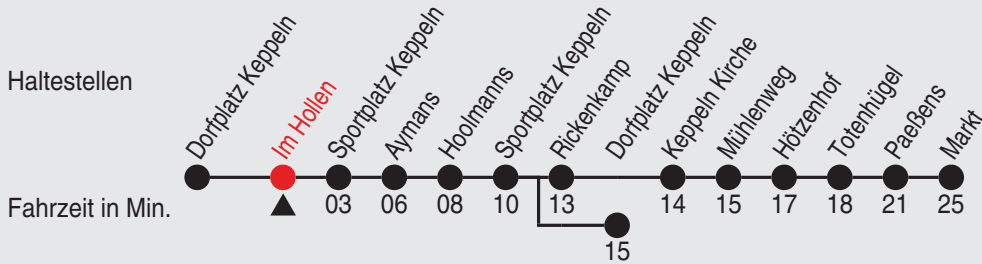 Haltestellen
Dorfplatz Keppeln
Im Hollen
Sportplatz Keppeln
Aymans
Hoolmanns
Sportplatz Keppeln
Rickenkamp
Dorfplatz Keppeln
Keppeln Kirche
Mühlenweg
Hötzenhof
Totenhügel
Paeßens
Markt
Fahrzeit in Min.
03 06 08 10 13 14 15 17 18 21 25
15